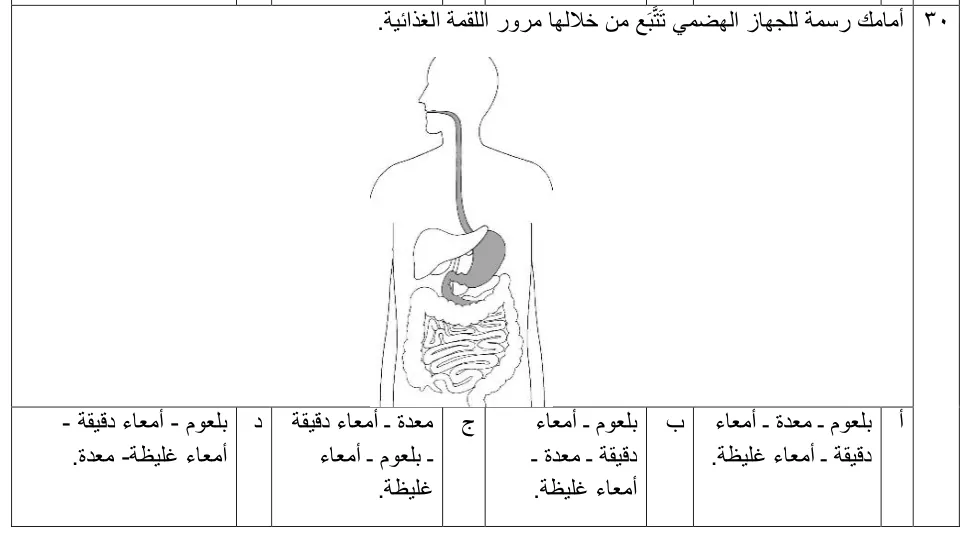 ٣٠ أمامك رسمة للجهاز الهضمي تَتَّبَع من خلالها مرور اللقمة الغذائية.
أ
بلعوم - معدة - أمعاء
دقيقة - أمعاء غليظة.
ب
بلعوم - أمعاء
دقيقة - معدة -
أمعاء غليظة.
ج
معدة - أمعاء دقيقة
- بلعوم - أمعاء
غليظة.
د
بلعوم - أمعاء دقيقة -
أمعاء غليظة- معدة.